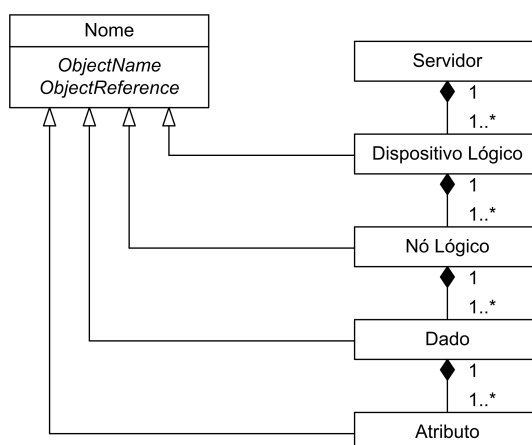 Nome
ObjectName
ObjectReference
Servidor
1
1..*
Dispositivo Lógico
1
1..*
Nó Lógico
1
1..*
Dado
1
1..*
Atributo